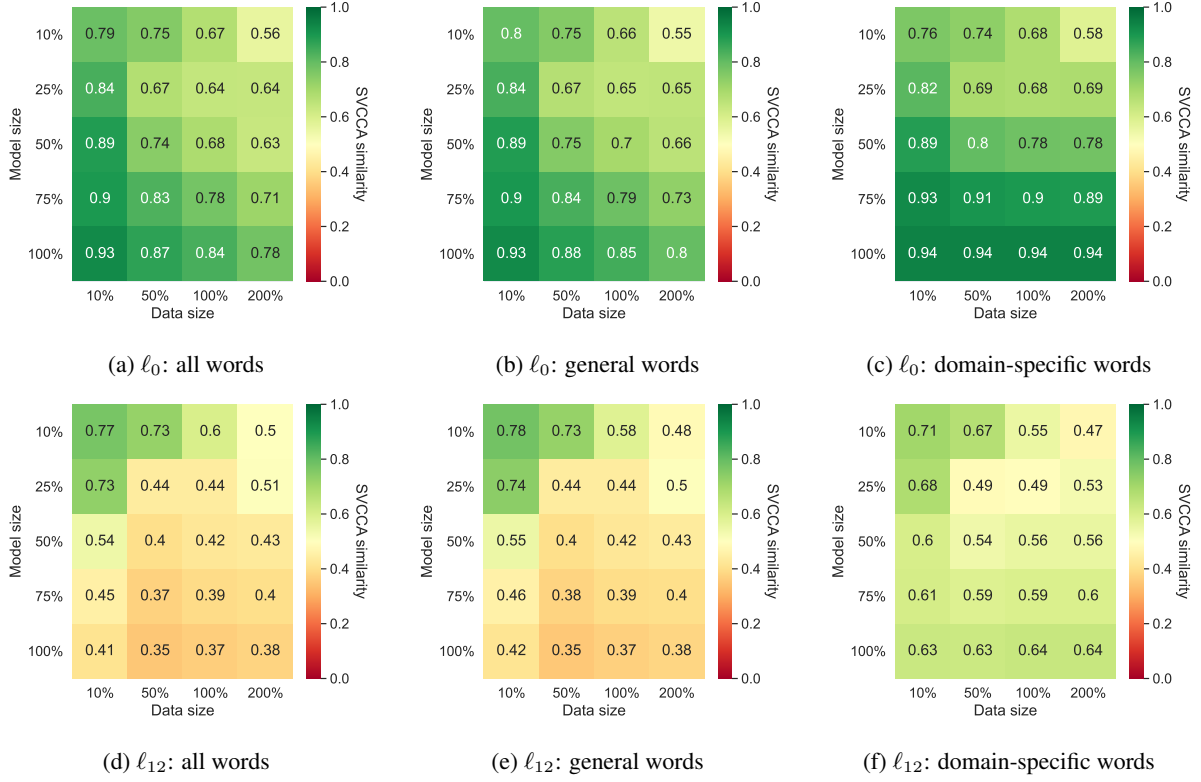 10% 0.79 0.75 0.67 0.56
25% 0.84 0.67 0.64 0.64
50% 0.89 0.74 0.68 0.63
75% 0.9 0.83 0.78 0.71
100% 0.93 0.87 0.84 0.78
10% 50% 100% 200%
Data size
Model size
1.0
0.8
0.6
0.4
0.2
0.0
SVCCA similarity
(a) ℓ₀: all words
10% 0.8 0.75 0.66 0.55
25% 0.84 0.67 0.65 0.65
50% 0.89 0.75 0.7 0.66
75% 0.9 0.84 0.79 0.73
100% 0.93 0.88 0.85 0.8
10% 50% 100% 200%
Data size
Model size
1.0
0.8
0.6
0.4
0.2
0.0
SVCCA similarity
(b) ℓ₀: general words
10% 0.76 0.74 0.68 0.58
25% 0.82 0.69 0.68 0.69
50% 0.89 0.8 0.78 0.78
75% 0.93 0.91 0.9 0.89
100% 0.94 0.94 0.94 0.94
10% 50% 100% 200%
Data size
Model size
1.0
0.8
0.6
0.4
0.2
0.0
SVCCA similarity
(c) ℓ₀: domain-specific words
10% 0.77 0.73 0.6 0.5
25% 0.73 0.44 0.44 0.51
50% 0.54 0.4 0.42 0.43
75% 0.45 0.37 0.39 0.4
100% 0.41 0.35 0.37 0.38
10% 50% 100% 200%
Data size
Model size
1.0
0.8
0.6
0.4
0.2
0.0
SVCCA similarity
(d) ℓ₁₂: all words
10% 0.78 0.73 0.58 0.48
25% 0.74 0.44 0.44 0.5
50% 0.55 0.4 0.42 0.43
75% 0.46 0.38 0.39 0.4
100% 0.42 0.35 0.37 0.38
10% 50% 100% 200%
Data size
Model size
1.0
0.8
0.6
0.4
0.2
0.0
SVCCA similarity
(e) ℓ₁₂: general words
10% 0.71 0.67 0.55 0.47
25% 0.68 0.49 0.49 0.53
50% 0.6 0.54 0.56 0.56
75% 0.61 0.59 0.59 0.6
100% 0.63 0.63 0.64 0.64
10% 50% 100% 200%
Data size
Model size
1.0
0.8
0.6
0.4
0.2
0.0
SVCCA similarity
(f) ℓ₁₂: domain-specific words